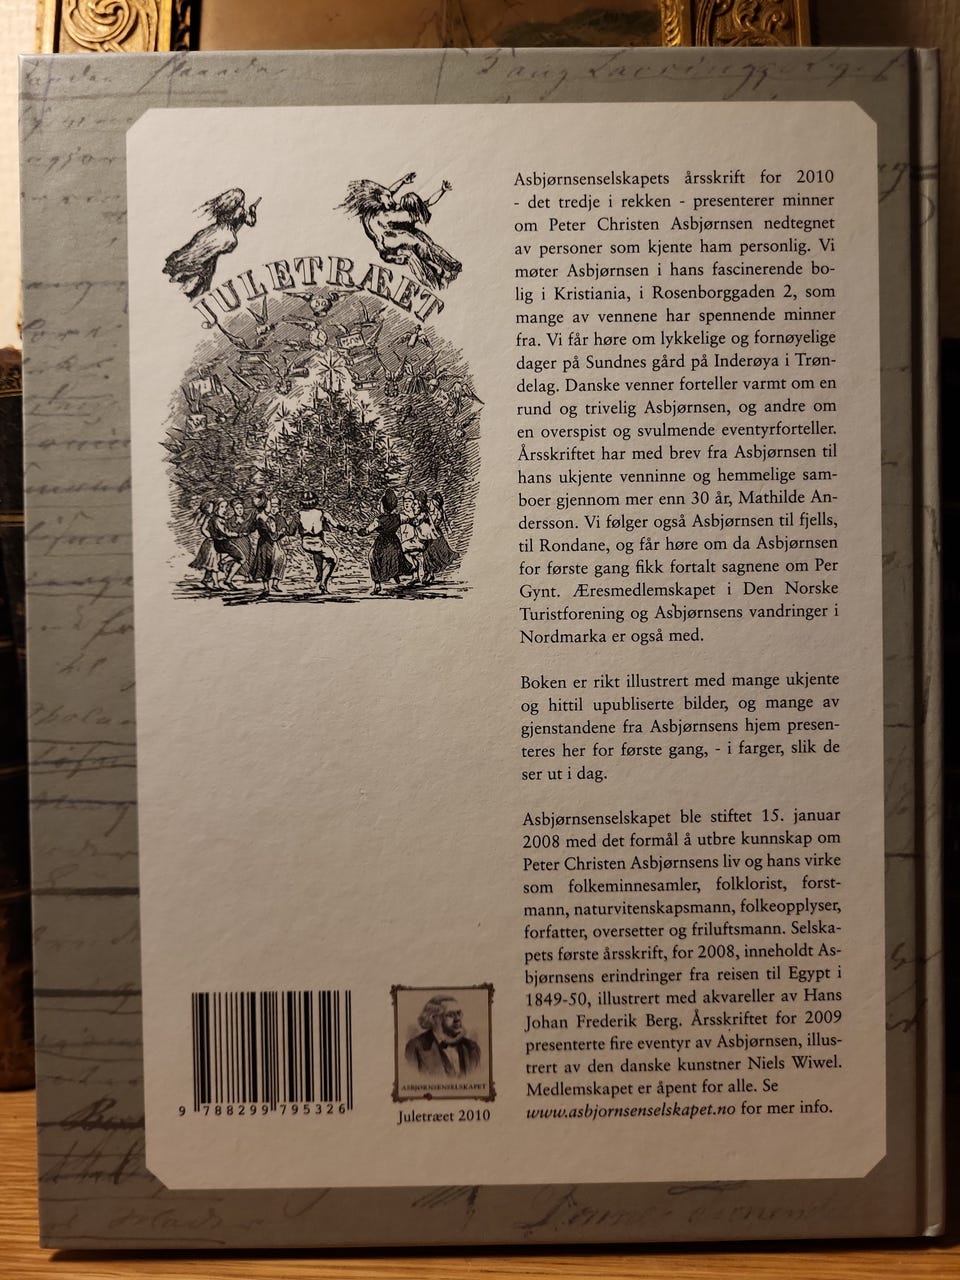 JULETRÆET
Asbjørnsenselskapets årsskrift for 2010
- det tredje i rekken - presenterer minner
om Peter Christen Asbjørnsen nedtegnet
av personer som kjente ham personlig. Vi
møter Asbjørnsen i hans fascinerende bo-
lig i Kristiania, i Rosenborggaden 2, som
mange av vennene har spennende minner
fra. Vi får høre om lykkelige og fornøyelige
dager på Sundnes gård på Inderøya i Trøn-
delag. Danske venner forteller varmt om en
rund og trivelig Asbjørnsen, og andre om
en overspist og svulmende eventyrforteller.
Årsskriftet har med brev fra Asbjørnsen til
hans ukjente venninne og hemmelige sam-
boer gjennom mer enn 30 år, Mathilde An-
dersson. Vi følger også Asbjørnsen til fjells,
til Rondane, og får høre om da Asbjørnsen
for første gang fikk fortalt sagnene om Per
Gynt. Æresmedlemskapet i Den Norske
Turistforening og Asbjørnsens vandringer i
Nordmarka er også med.
Boken er rikt illustrert med mange ukjente
og hittil upubliserte bilder, og mange av
gjenstandene fra Asbjørnsens hjem presen-
teres her for første gang, - i farger, slik de
ser ut i dag.
Asbjørnsenselskapet ble stiftet 15. januar
2008 med det formål å utbre kunnskap om
Peter Christen Asbjørnsens liv og hans virke
som folkeminnesamler, folklorist, forst-
mann, naturvitenskapsmann, folkeopplyser,
forfatter, oversetter og friluftsmann. Selska-
pets første årsskrift, for 2008, inneholdt As-
bjørnsens erindringer fra reisen til Egypt i
1849-50, illustrert med akvareller av Hans
Johan Frederik Berg. Årsskriftet for 2009
presenterte fire eventyr av Asbjørnsen, illus-
trert av den danske kunstner Niels Wiwel.
Medlemskapet er åpent for alle. Se
www.asbjornsenselskapet.no for mer info.
ASBJØRNSENSELSKAPET
Juletræet 2010
9 788299 795326